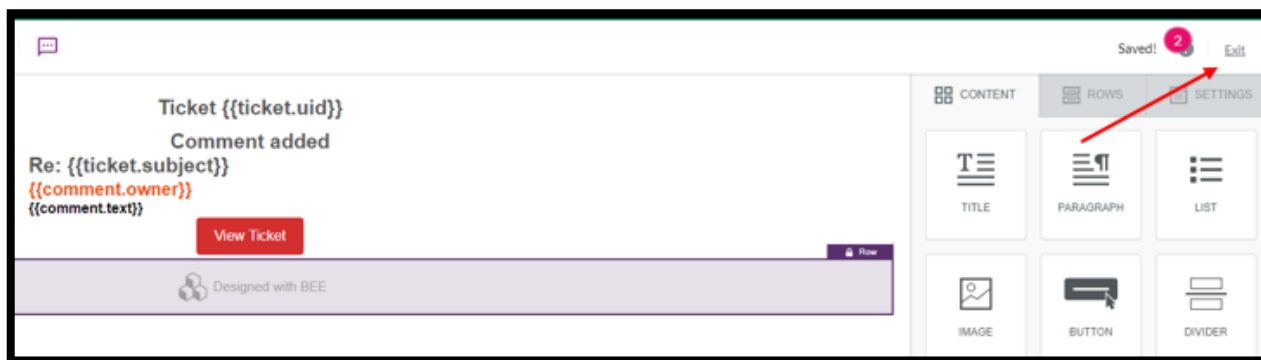 Saved! 2 Exit
Ticket {{ticket.uid}}
Comment added
Re: {{ticket.subject}}
{{comment.owner}}
{{comment.text}}
View Ticket
Row
Designed with BEE
CONTENT ROWS SETTINGS
TITLE PARAGRAPH LIST
IMAGE BUTTON DIVIDER